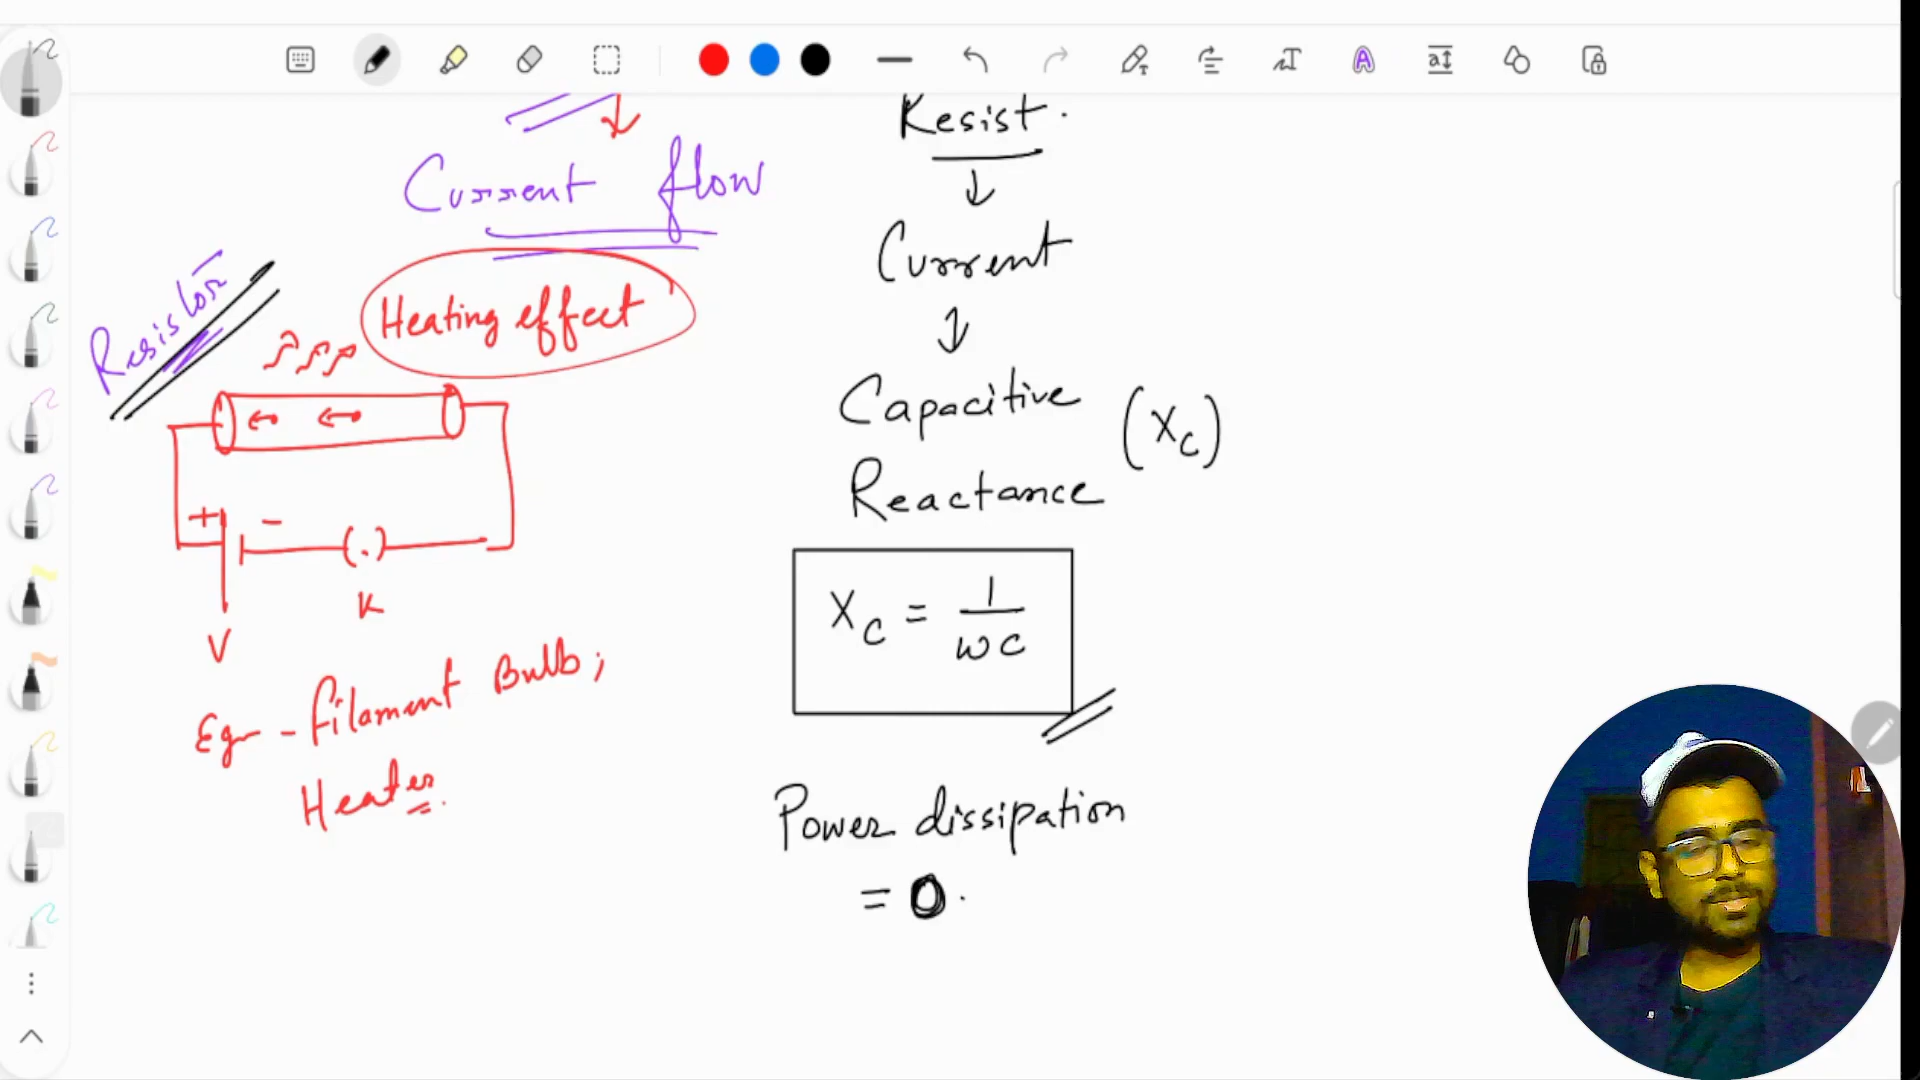 Current flow
Resistor
Heating effect
+ -
K
V
Eg - filament Bulb;
Heater.
Resist.
↓
Current
↓
Capacitive
(Xc)
Reactance
Xc = 1/ωc
Power dissipation
= 0.